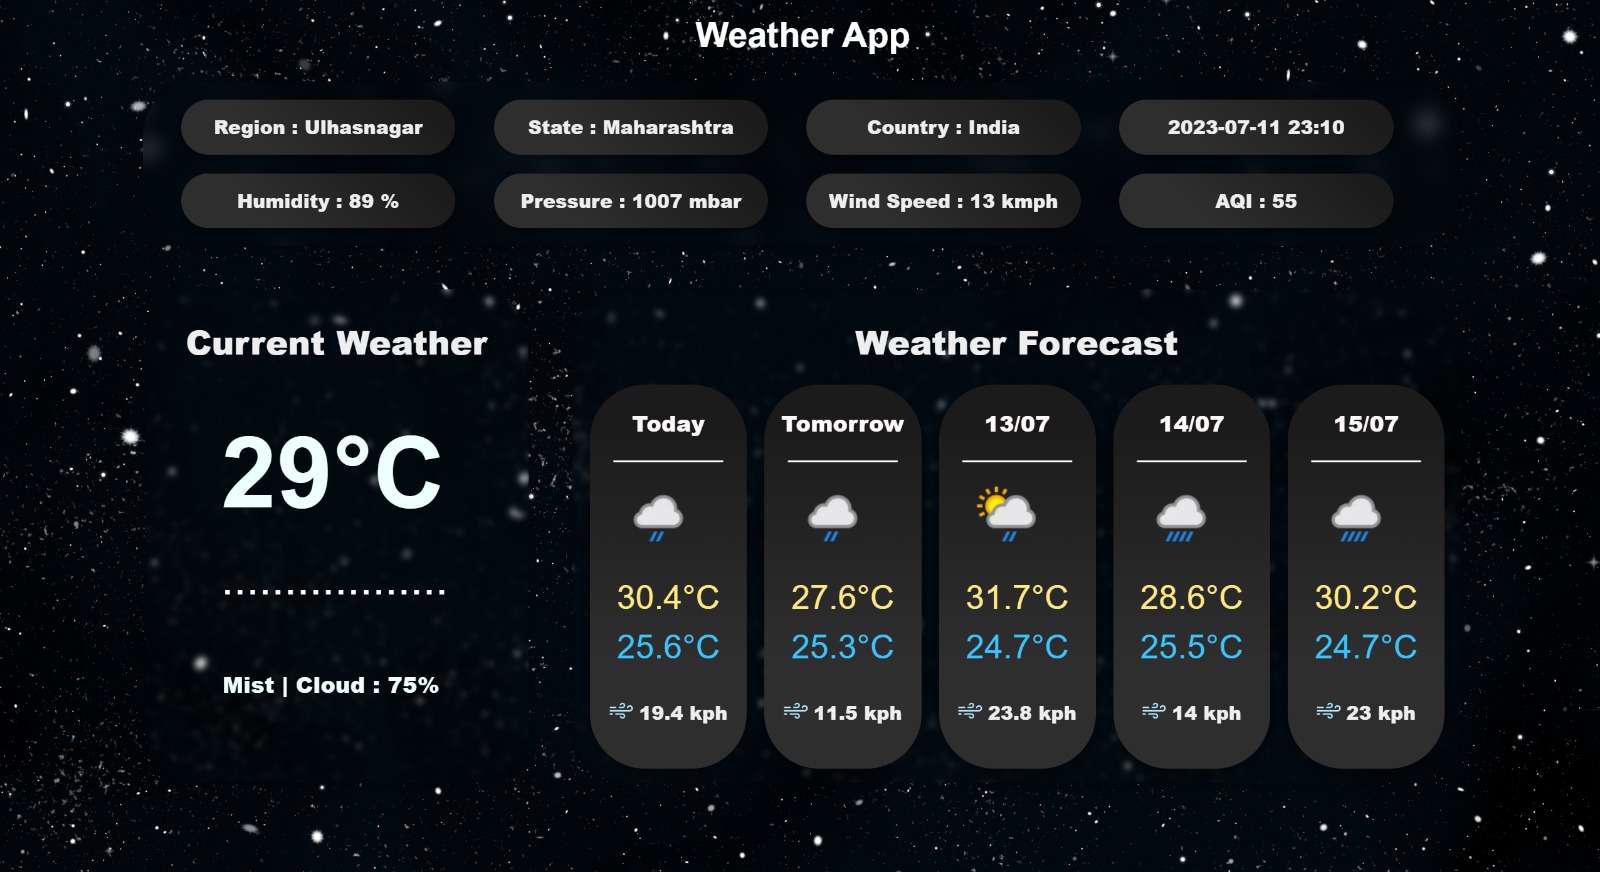 Weather App
Region : Ulhasnagar
State : Maharashtra
Country : India
2023-07-11 23:10
Humidity : 89 %
Pressure : 1007 mbar
Wind Speed : 13 kmph
AQI : 55
Current Weather
29°C
Mist | Cloud : 75%
Weather Forecast
Today
30.4°C
25.6°C
19.4 kph
Tomorrow
27.6°C
25.3°C
11.5 kph
13/07
31.7°C
24.7°C
23.8 kph
14/07
28.6°C
25.5°C
14 kph
15/07
30.2°C
24.7°C
23 kph